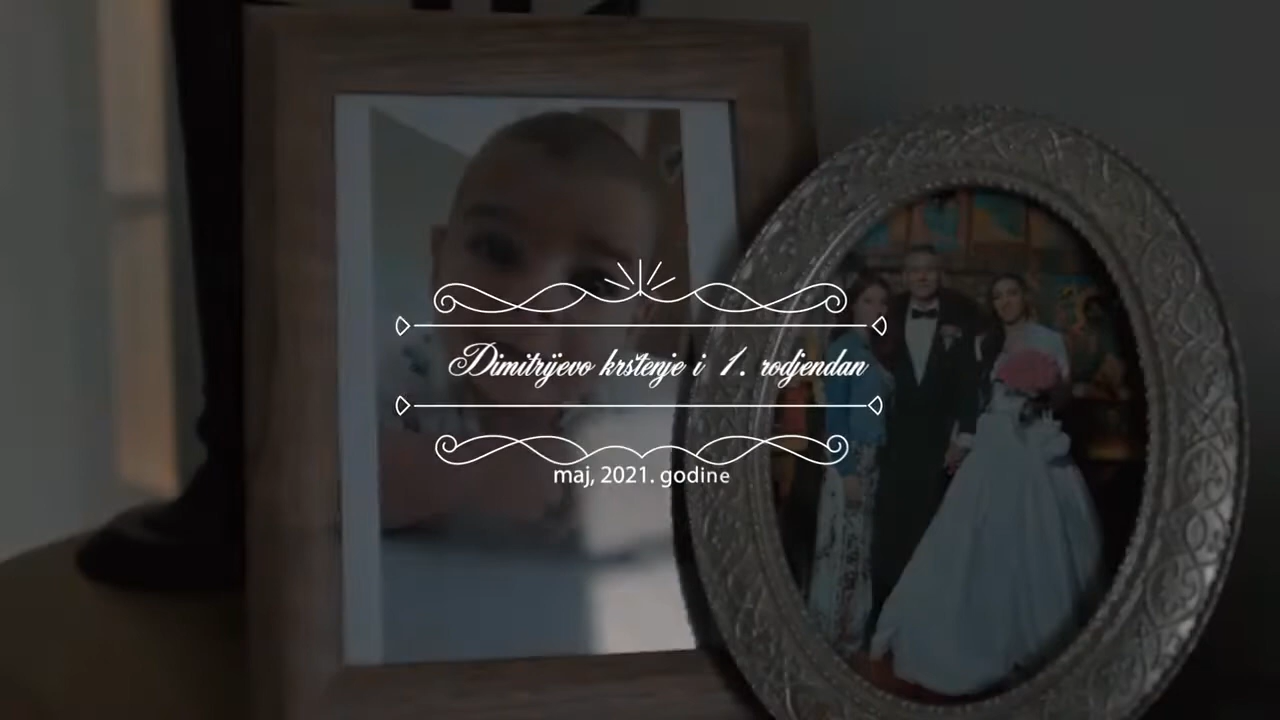 Dimitrijevo krštenje i 1. rodjendan
maj, 2021. godine